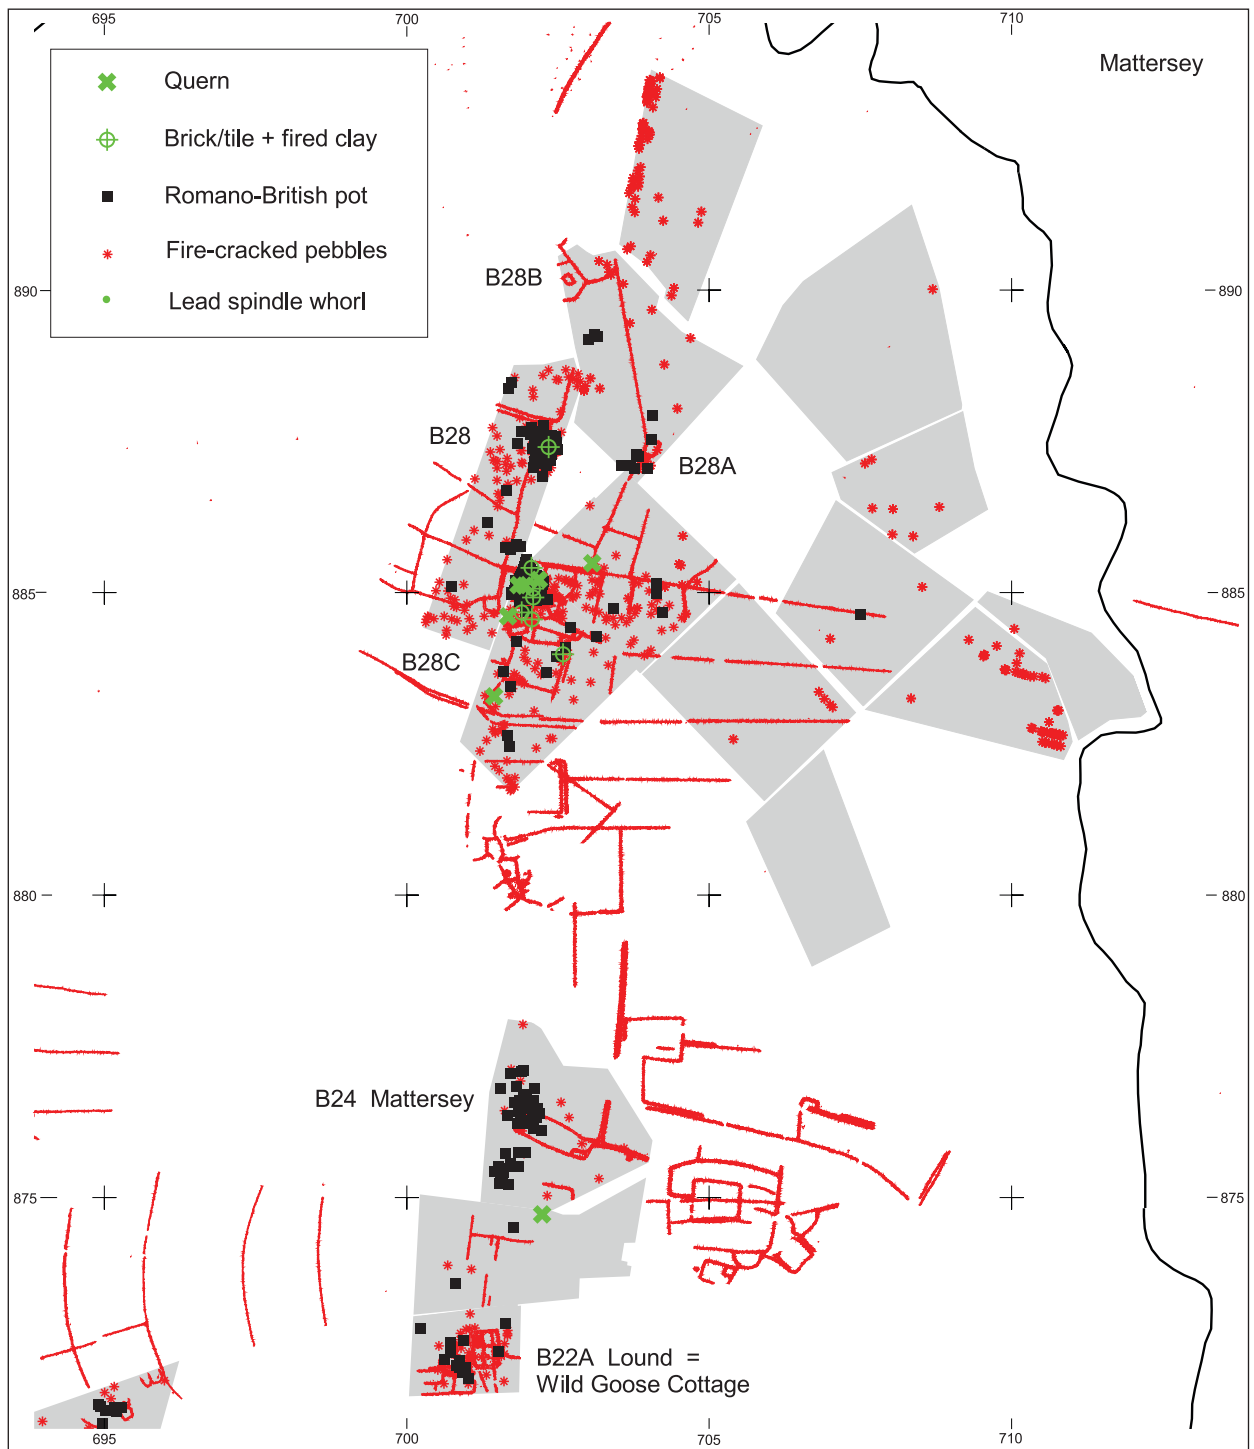 695 700 705 710
Mattersey
Quern
Brick/tile + fired clay
Romano-British pot
Fire-cracked pebbles
Lead spindle whorl
B28B
890 890
B28
B28A
885 885
B28C
880 880
B24 Mattersey
875 875
B22A Lound =
Wild Goose Cottage
695 700 705 710